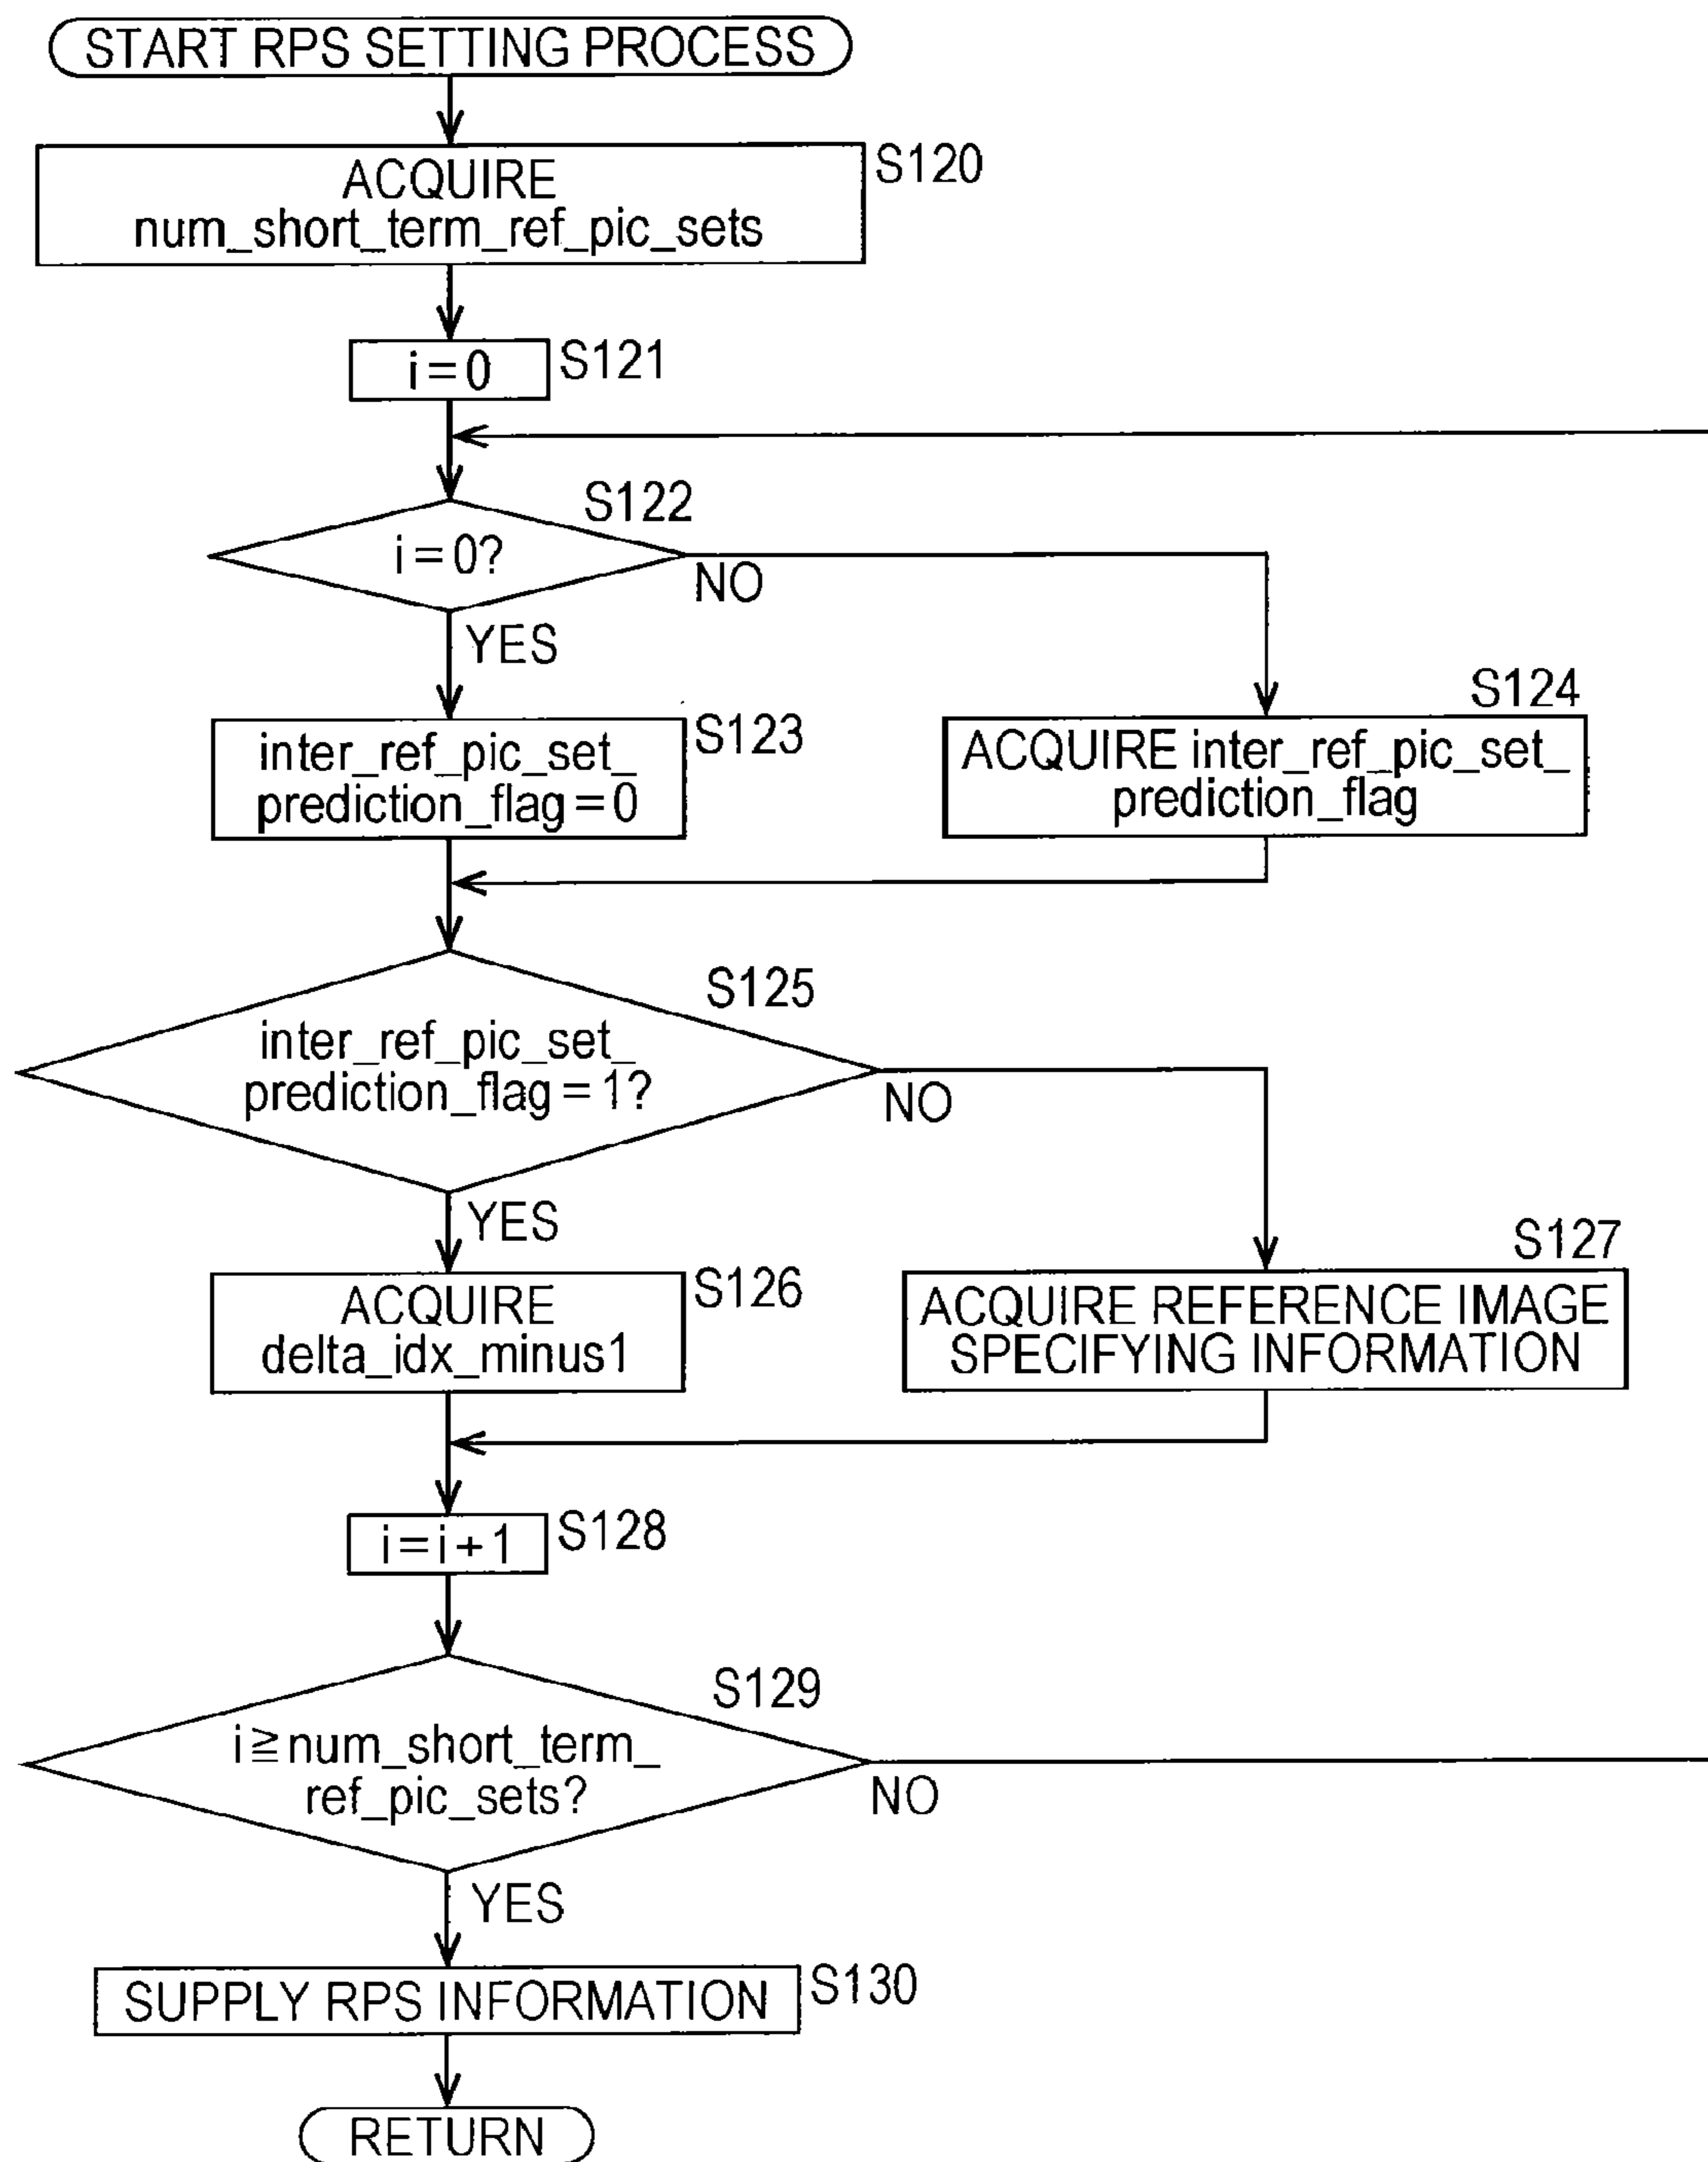 START RPS SETTING PROCESS
ACQUIRE
num_short_term_ref_pic_sets
S120
i=0
S121
S122
i=0?
NO
YES
inter_ref_pic_set_
prediction_flag=0
S123
S124
ACQUIRE inter_ref_pic_set_
prediction_flag
S125
inter_ref_pic_set_
prediction_flag=1?
NO
YES
ACQUIRE
delta_idx_minus1
S126
S127
ACQUIRE REFERENCE IMAGE
SPECIFYING INFORMATION
i=i+1
S128
S129
i≧num_short_term_
ref_pic_sets?
NO
YES
SUPPLY RPS INFORMATION
S130
RETURN